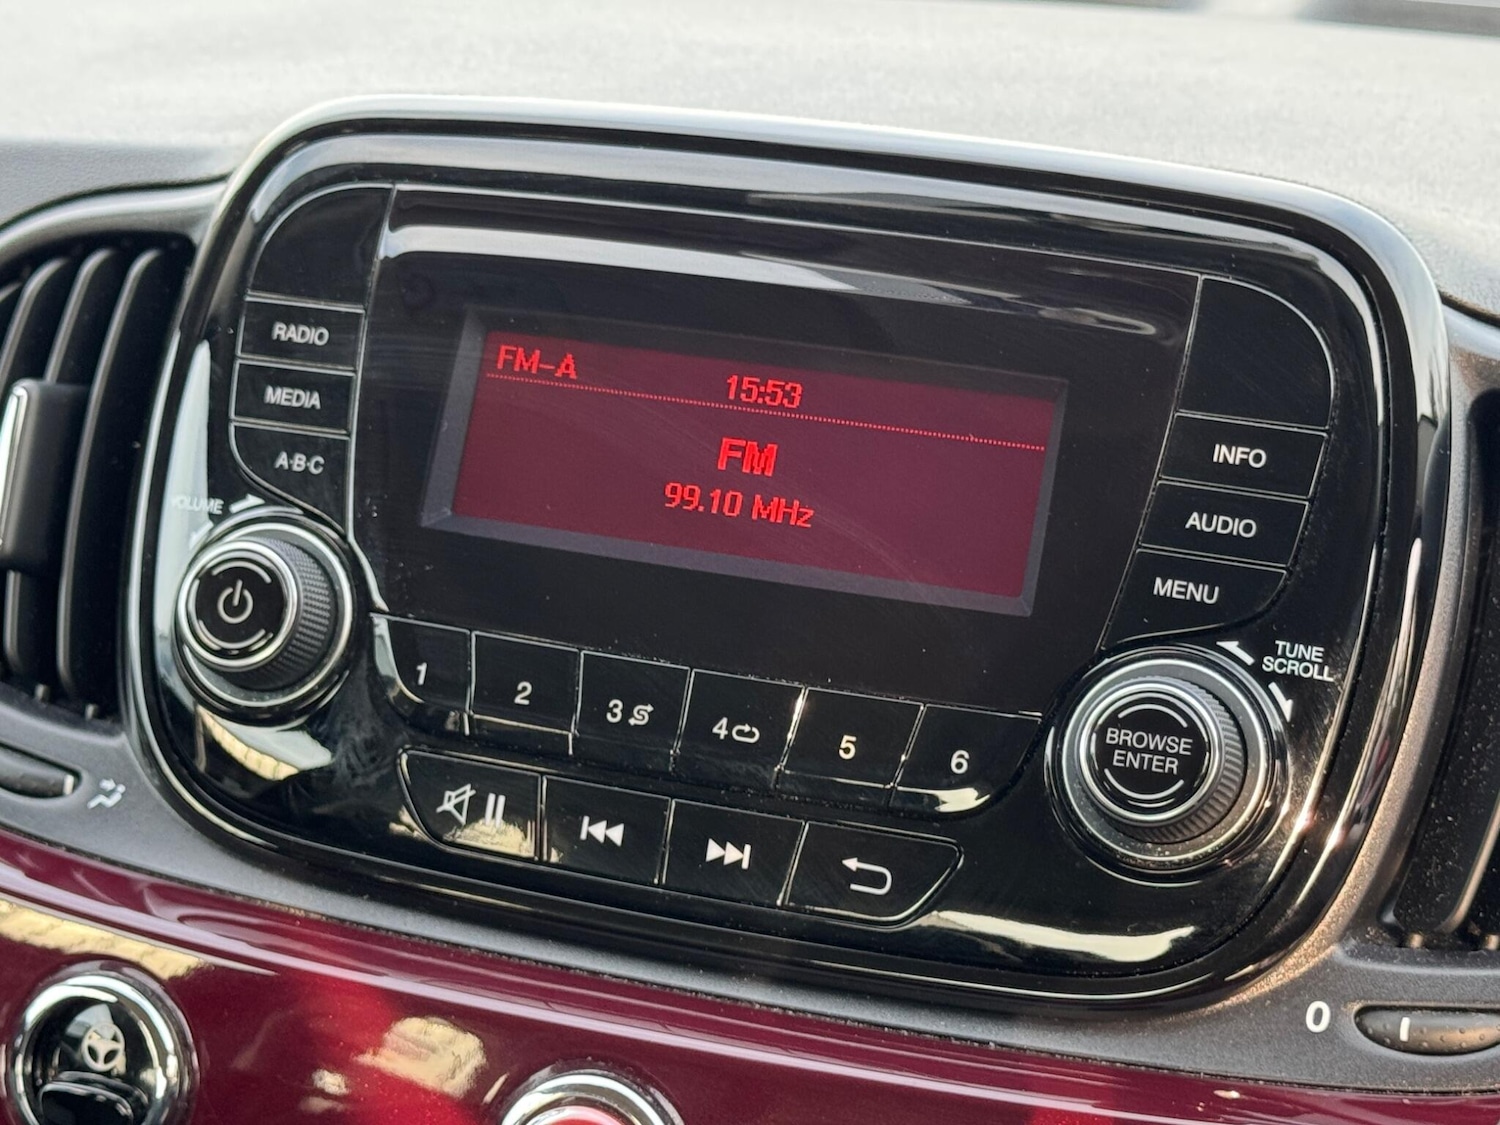 FM-A
15:53
FM
99.10 MHz
RADIO
MEDIA
A·B·C
VOLUME
INFO
AUDIO
MENU
TUNE
SCROLL
BROWSE
ENTER
1
2
3
4
5
6
0